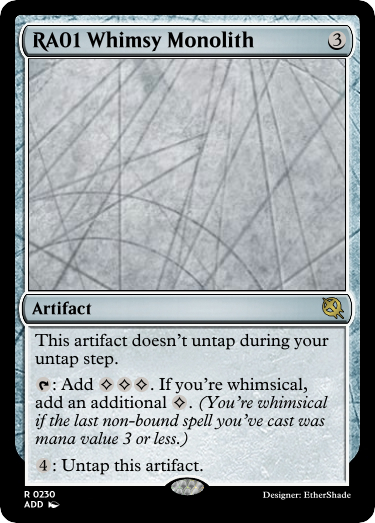 RA01 Whimsy Monolith 3
Artifact
This artifact doesn't untap during your
untap step.
: Add . If you're whimsical,
add an additional . (You're whimsical
if the last non-bound spell you've cast was
mana value 3 or less.)
4: Untap this artifact.
R 0230
ADD
Designer: EtherShade